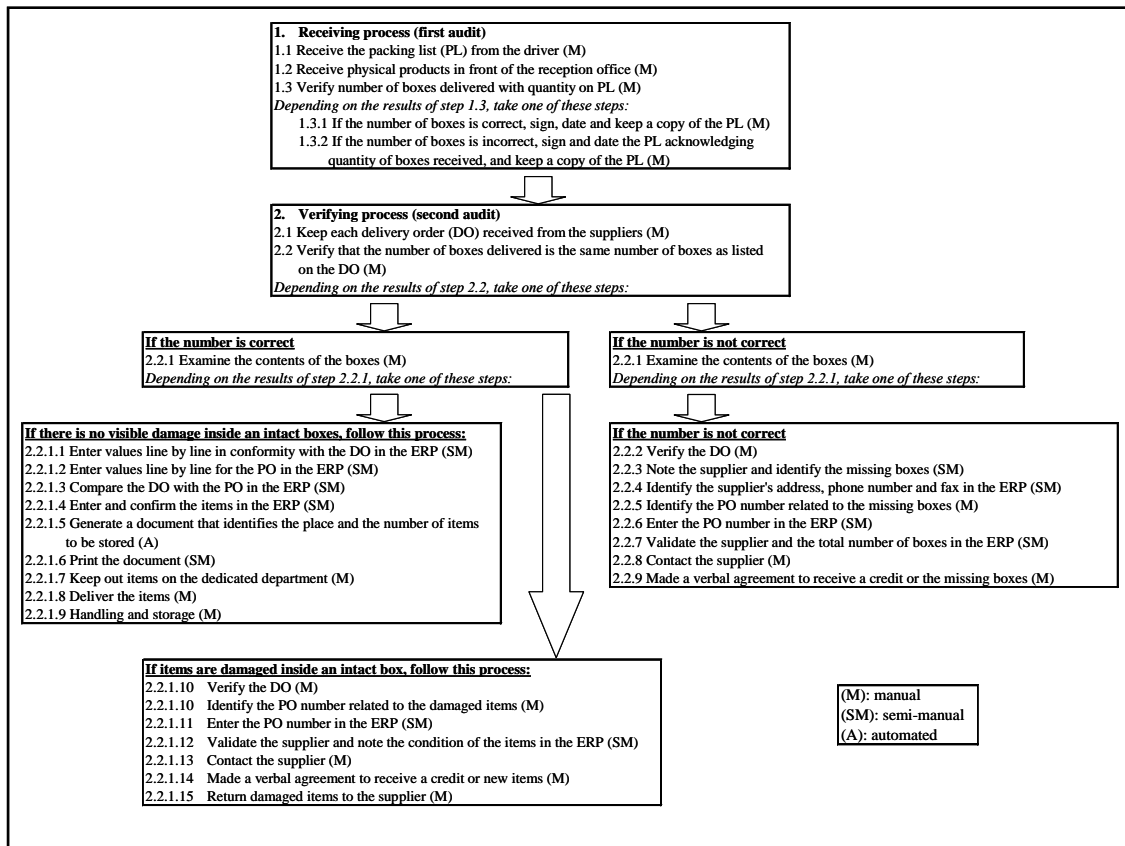 1. Receiving process (first audit)
1.1 Receive the packing list (PL) from the driver (M)
1.2 Receive physical products in front of the reception office (M)
1.3 Verify number of boxes delivered with quantity on PL (M)
Depending on the results of step 1.3, take one of these steps:
1.3.1 If the number of boxes is correct, sign, date and keep a copy of the PL (M)
1.3.2 If the number of boxes is incorrect, sign and date the PL acknowledging
quantity of boxes received, and keep a copy of the PL (M)
2. Verifying process (second audit)
2.1 Keep each delivery order (DO) received from the suppliers (M)
2.2 Verify that the number of boxes delivered is the same number of boxes as listed
on the DO (M)
Depending on the results of step 2.2, take one of these steps:
If the number is correct
2.2.1 Examine the contents of the boxes (M)
Depending on the results of step 2.2.1, take one of these steps:
If the number is not correct
2.2.1 Examine the contents of the boxes (M)
Depending on the results of step 2.2.1, take one of these steps:
If there is no visible damage inside an intact boxes, follow this process:
2.2.1.1 Enter values line by line in conformity with the DO in the ERP (SM)
2.2.1.2 Enter values line by line for the PO in the ERP (SM)
2.2.1.3 Compare the DO with the PO in the ERP (SM)
2.2.1.4 Enter and confirm the items in the ERP (SM)
2.2.1.5 Generate a document that identifies the place and the number of items
to be stored (A)
2.2.1.6 Print the document (SM)
2.2.1.7 Keep out items on the dedicated department (M)
2.2.1.8 Deliver the items (M)
2.2.1.9 Handling and storage (M)
If the number is not correct
2.2.2 Verify the DO (M)
2.2.3 Note the supplier and identify the missing boxes (SM)
2.2.4 Identify the supplier's address, phone number and fax in the ERP (SM)
2.2.5 Identify the PO number related to the missing boxes (M)
2.2.6 Enter the PO number in the ERP (SM)
2.2.7 Validate the supplier and the total number of boxes in the ERP (SM)
2.2.8 Contact the supplier (M)
2.2.9 Made a verbal agreement to receive a credit or the missing boxes (M)
If items are damaged inside an intact box, follow this process:
2.2.1.10 Verify the DO (M)
2.2.1.10 Identify the PO number related to the damaged items (M)
2.2.1.11 Enter the PO number in the ERP (SM)
2.2.1.12 Validate the supplier and note the condition of the items in the ERP (SM)
2.2.1.13 Contact the supplier (M)
2.2.1.14 Made a verbal agreement to receive a credit or new items (M)
2.2.1.15 Return damaged items to the supplier (M)
(M): manual
(SM): semi-manual
(A): automated